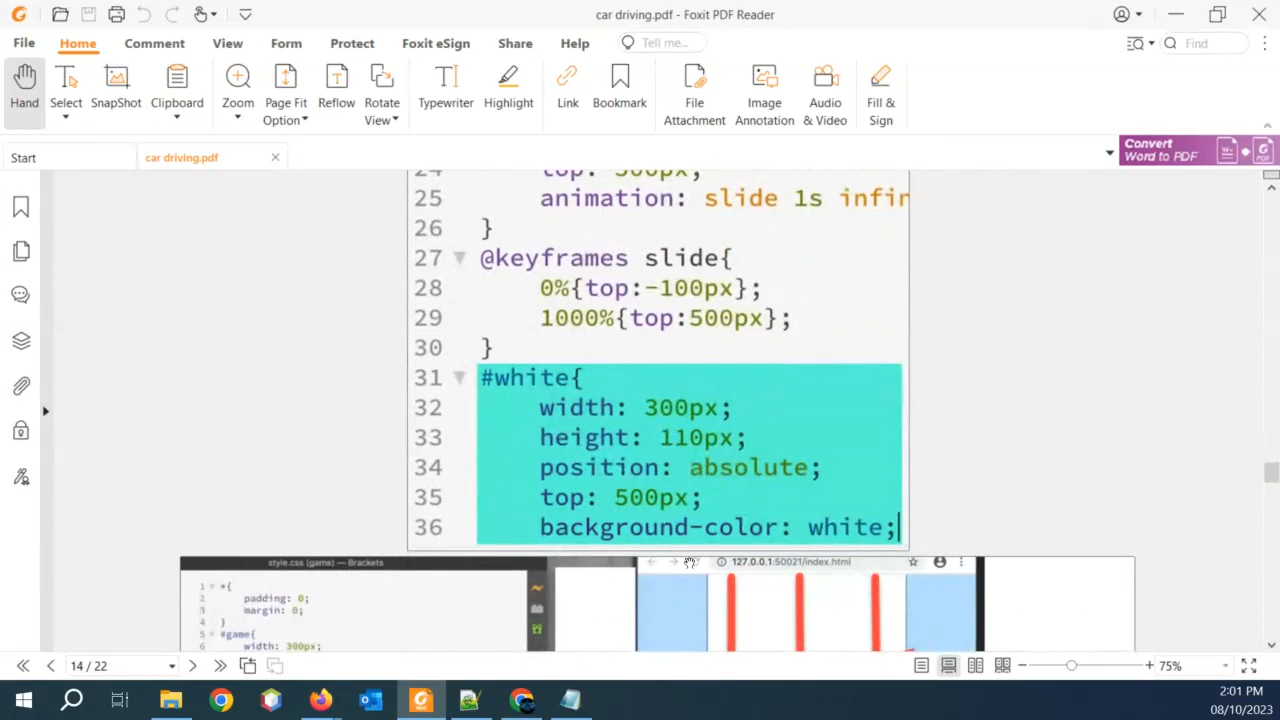 car driving.pdf - Foxit PDF Reader
File Home Comment View Form Protect Foxit eSign Share Help Tell me... Find
Hand Select SnapShot Clipboard Zoom Page Fit Option Reflow Rotate View Typewriter Highlight Link Bookmark File Attachment Image Annotation Audio & Video Fill & Sign
Start car driving.pdf
Convert
Word to PDF
24 top: 500px;
25 animation: slide 1s infin
26 }
27 @keyframes slide{
28 0%{top:-100px};
29 1000%{top:500px};
30 }
31 #white{
32 width: 300px;
33 height: 110px;
34 position: absolute;
35 top: 500px;
36 background-color: white;
style.css (game) — Brackets
1 *{
2 padding: 0;
3 margin: 0;
4 }
5 #game{
6 width: 300px;
127.0.0.1:50021/index.html
14 / 22
75%
2:01 PM
08/10/2023